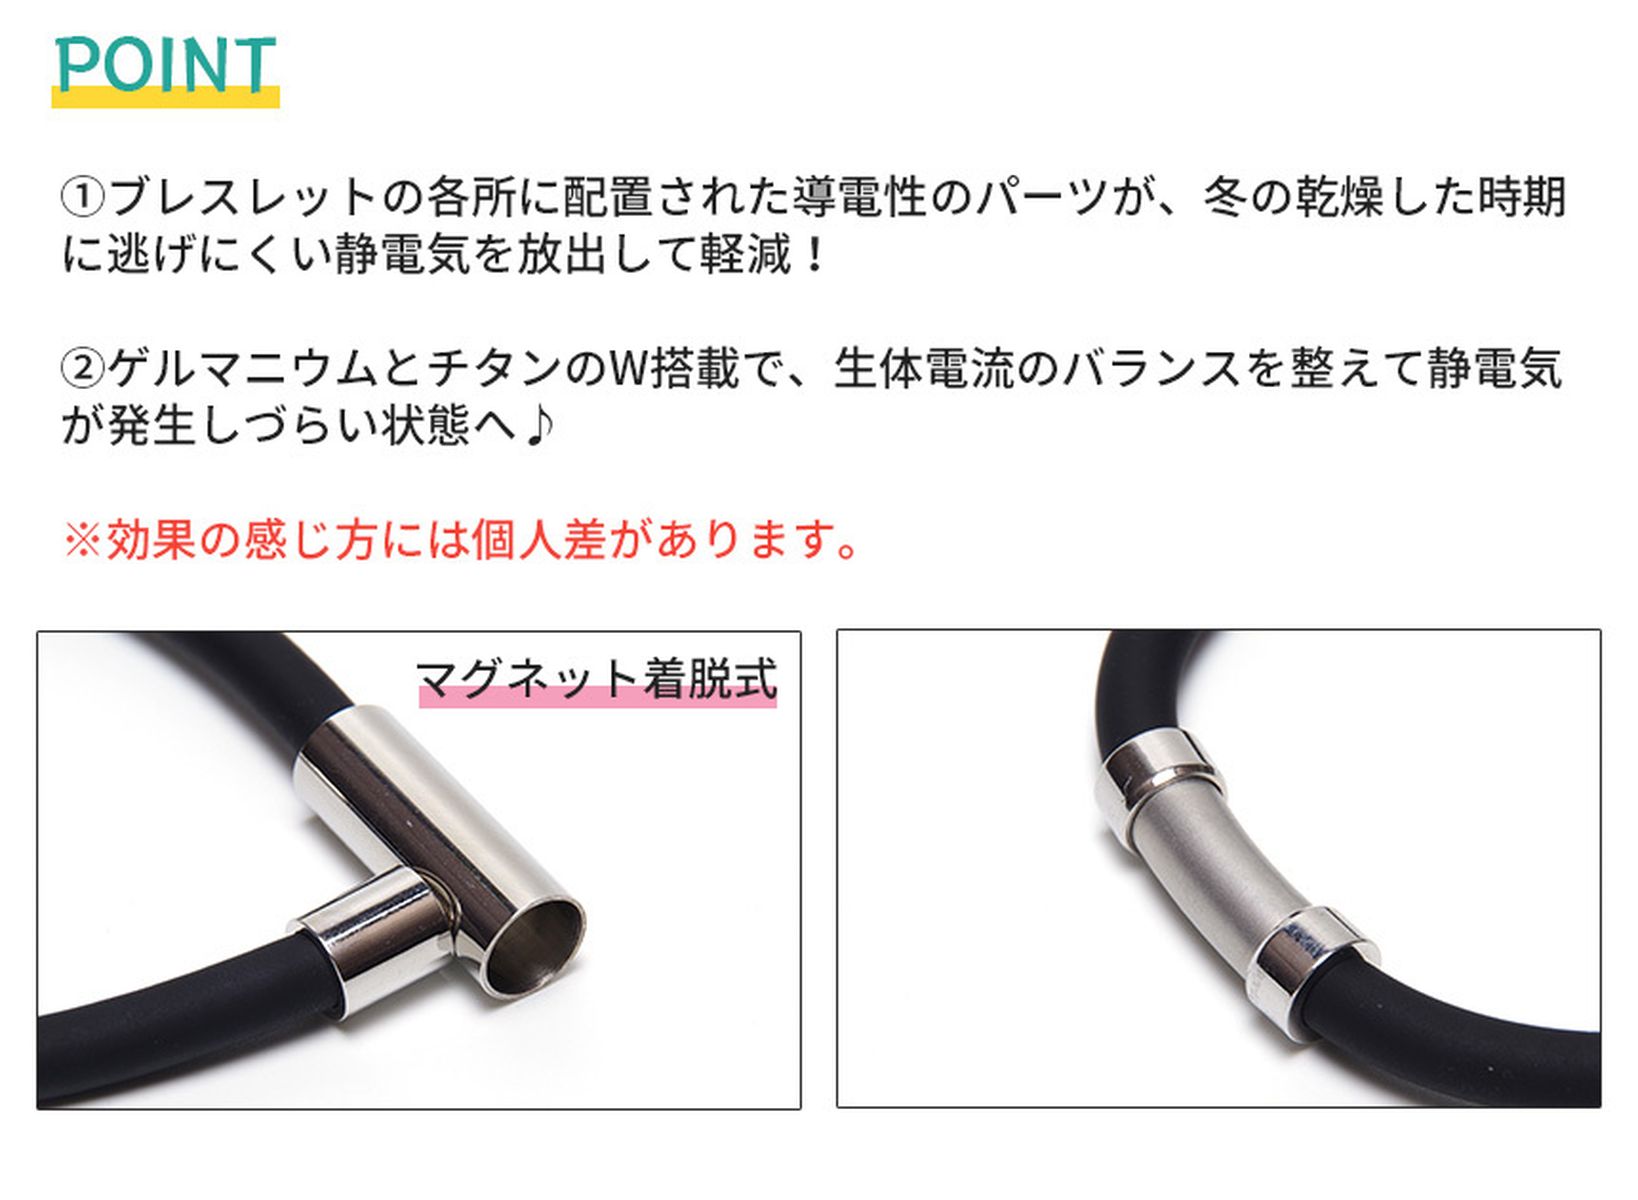 POINT
①ブレスレットの各所に配置された導電性のパーツが、冬の乾燥した時期
に逃げにくい静電気を放出して軽減！
②ゲルマニウムとチタンのW搭載で、生体電流のバランスを整えて静電気
が発生しづらい状態へ♪
※効果の感じ方には個人差があります。
マグネット着脱式